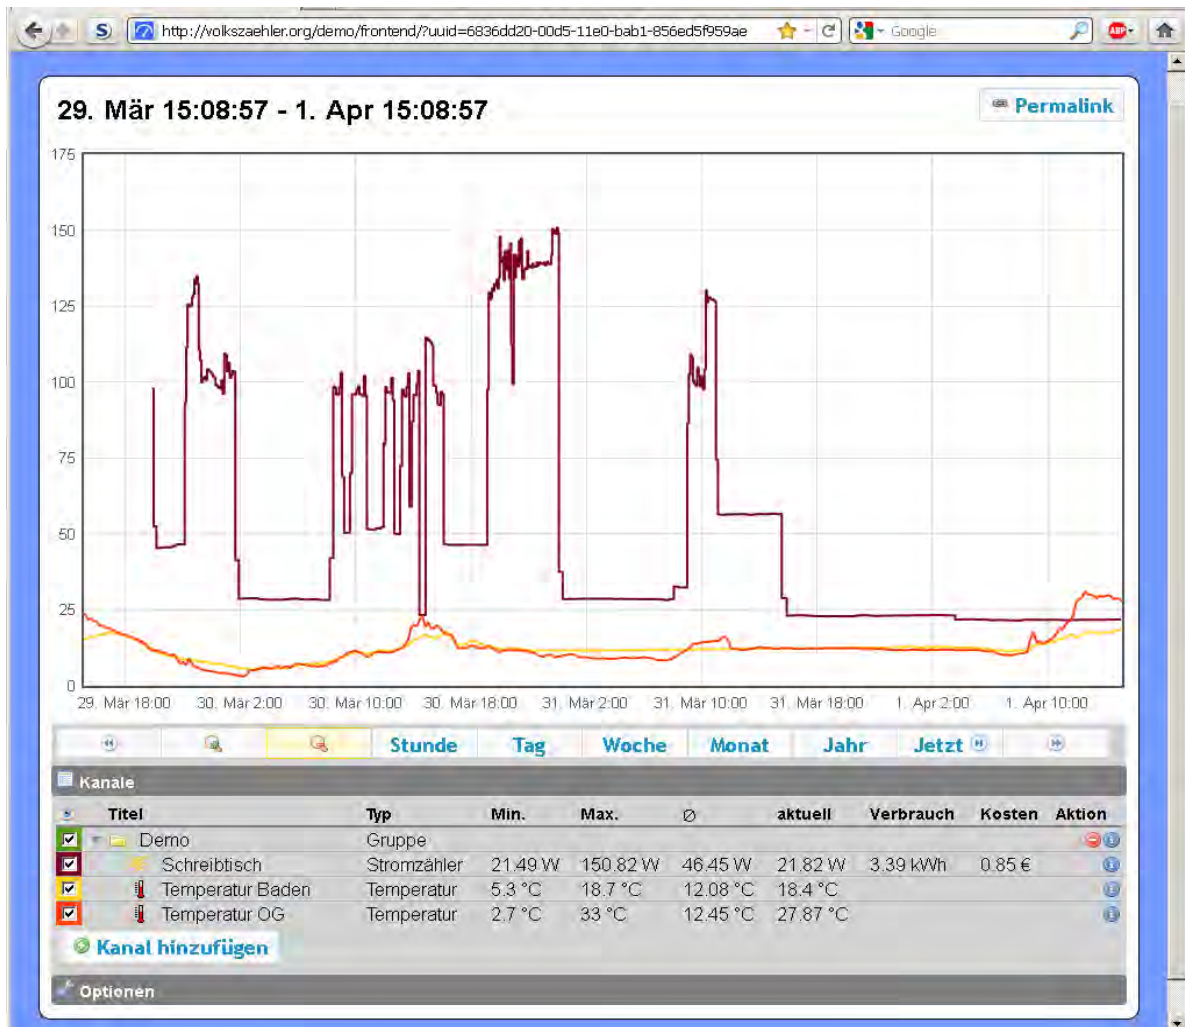 http://volkszaehler.org/demo/frontend/?uuid=6836dd20-00d5-11e0-bab1-856ed5f959ae
Google
ABP
29. Mär 15:08:57 - 1. Apr 15:08:57
Permalink
175
150
125
100
75
50
25
0
29. Mär 18:00 30. Mär 2:00 30. Mär 10:00 30. Mär 18:00 31. Mär 2:00 31. Mär 10:00 31. Mär 18:00 1. Apr 2:00 1. Apr 10:00
Stunde Tag Woche Monat Jahr Jetzt
Kanäle
Titel Typ Min. Max. ∅ aktuell Verbrauch Kosten Aktion
Demo Gruppe
Schreibtisch Stromzähler 21.49 W 150.82 W 46.45 W 21.82 W 3.39 kWh 0.85 €
Temperatur Baden Temperatur 5.3 °C 18.7 °C 12.08 °C 18.4 °C
Temperatur OG Temperatur 2.7 °C 33 °C 12.45 °C 27.87 °C
Kanal hinzufügen
Optionen